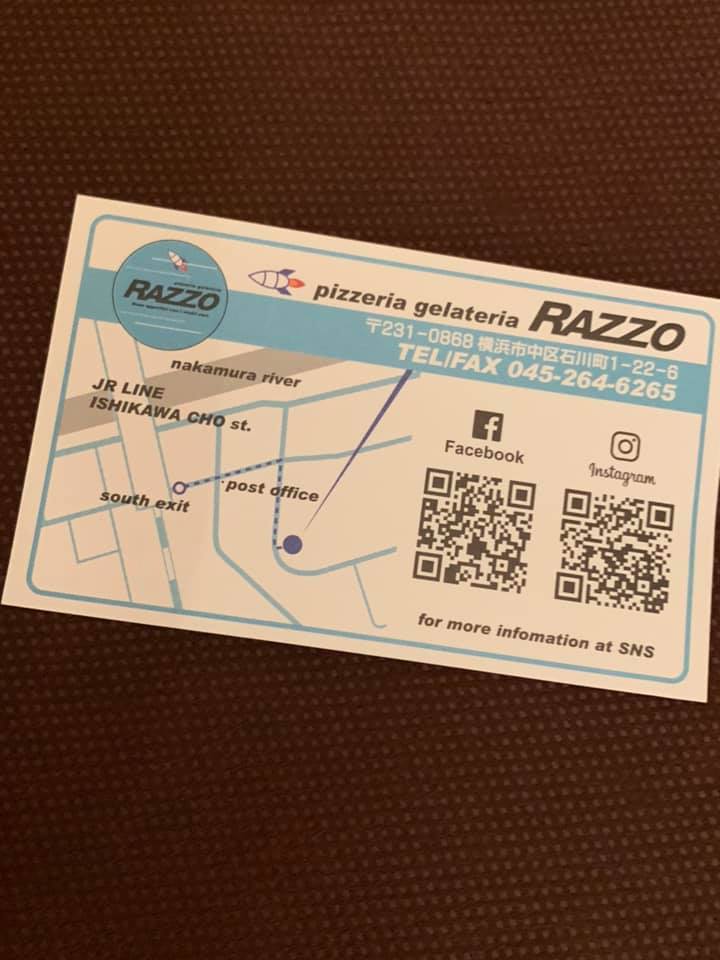 pizzeria gelateria
RAZZO
pizzeria gelateria RAZZO
〒231-0868 横浜市中区石川町1-22-6
TEL/FAX 045-264-6265
nakamura river
JR LINE
ISHIKAWA CHO st.
south exit
post office
Facebook
Instagram
for more infomation at SNS